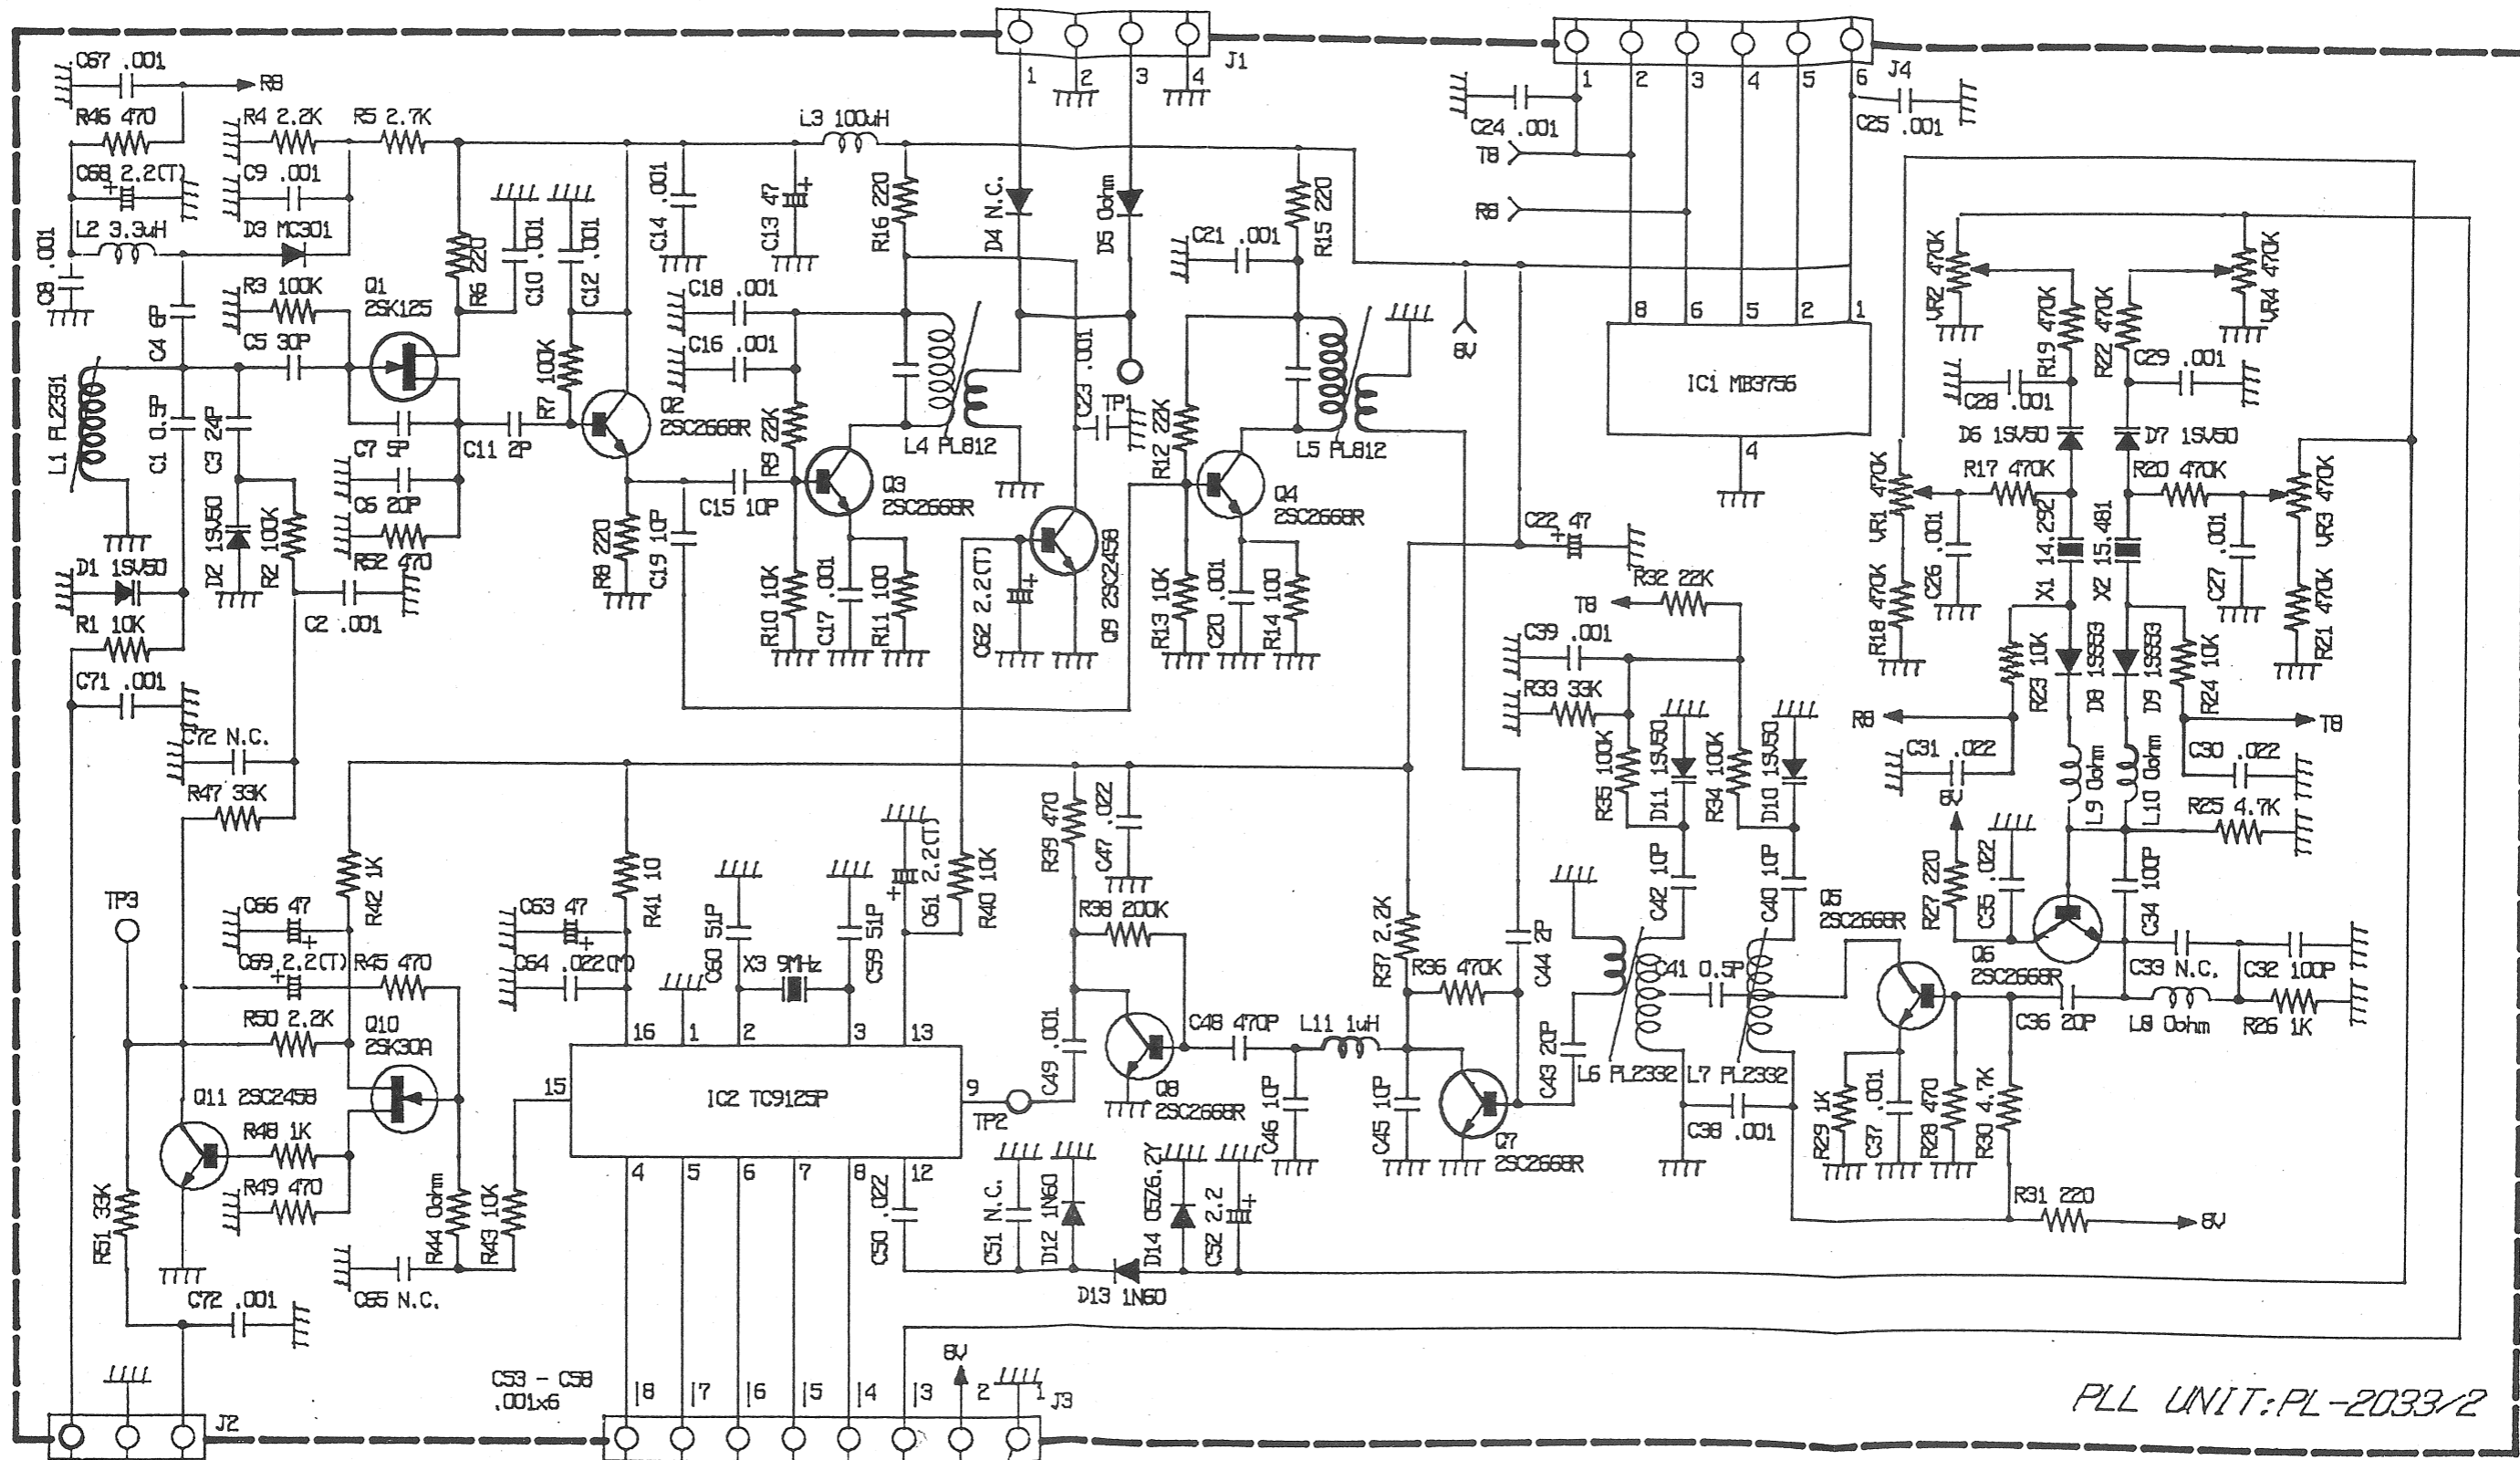 J1
1
2
3
4
J4
1
2
3
4
5
6
C67 .001
R8
R46 470
R4 2.2K
R5 2.7K
L3 100uH
C24 .001
C25 .001
T8
R8
C68 2.2(T)
+
C9 .001
L2 3.3uH
D3 MC301
C8 .001
R6 220
C10 .001
C12 .001
C14 .001
C13 47
+
R16 220
D4 N.C.
D5 0ohm
C21 .001
R15 220
VR2 470K
R19 470K
R22 470K
VR4 470K
R3 100K
Q1
2SK125
C4 6P
C5 30P
C18 .001
C16 .001
C23 .001
8V
8
6
5
2
1
IC1 MB3756
4
C29 .001
C28 .001
L1 PL2331
C1 0.5P
C3 24P
C7 5P
C11 2P
R7 100K
Q2
2SC2668R
R9 22K
L4 PL812
TP1
R12 22K
L5 PL812
D6 1SV50
D7 1SV50
R17 470K
R20 470K
VR1 470K
VR3 470K
C6 20P
R52 470
C15 10P
Q3
2SC2668R
Q4
2SC2668R
C22 47
+
X1 14.292
X2 15.481
C26 .001
C27 .001
D1 1SV50
D2 1SV50
R2 100K
C2 .001
R8 220
C19 10P
R10 10K
C17 .001
R11 100
C62 2.2(T)
+
Q9 2SC2458
R13 10K
C20 .001
R14 100
R32 22K
T8
R18 470K
R21 470K
R1 10K
C39 .001
R33 33K
R23 10K
D8 1SS53
D9 1SS53
R24 10K
C71 .001
R8
T8
C72 N.C.
R47 33K
R35 100K
D11 1SV50
R34 100K
D10 1SV50
C31 .022
C30 .022
L9 0ohm
L10 0ohm
R25 4.7K
8V
TP3
R42 1K
R41 10
C60 51P
C59 51P
C61 2.2(T)
+
R40 10K
R39 470
C47 .022
R38 200K
R37 2.2K
R36 470K
C44 2P
C42 10P
C40 10P
R27 220
C35 .022
C34 100P
C66 47
+
C63 47
+
C69 2.2(T)
+
R45 470
C64 .022(M)
X3 9MHz
C41 0.5P
Q5
2SC2668R
Q6
2SC2668R
C33 N.C.
C32 100P
R50 2.2K
Q10
2SK30A
16
1
2
3
13
C49 .001
C48 470P
L11 1uH
C43 20P
L6 PL2332
L7 PL2332
C36 20P
L8 0ohm
R26 1K
Q11 2SC2458
15
IC2 TC9125P
9
TP2
Q8
2SC2668R
C46 10P
C45 10P
Q7
2SC2668R
C38 .001
R29 1K
C37 .001
R28 470
R30 4.7K
R48 1K
R49 470
R51 33K
R44 0ohm
R43 10K
4
5
6
7
8
12
C50 .022
C51 N.C.
D12 1N60
D14 05Z6.2Y
C52 2.2
+
R31 220
8V
C65 N.C.
D13 1N60
C72 .001
C53 - C58
.001x6
8V
8
7
6
5
4
3
2
1
J3
J2
PLL UNIT:PL-2033/2